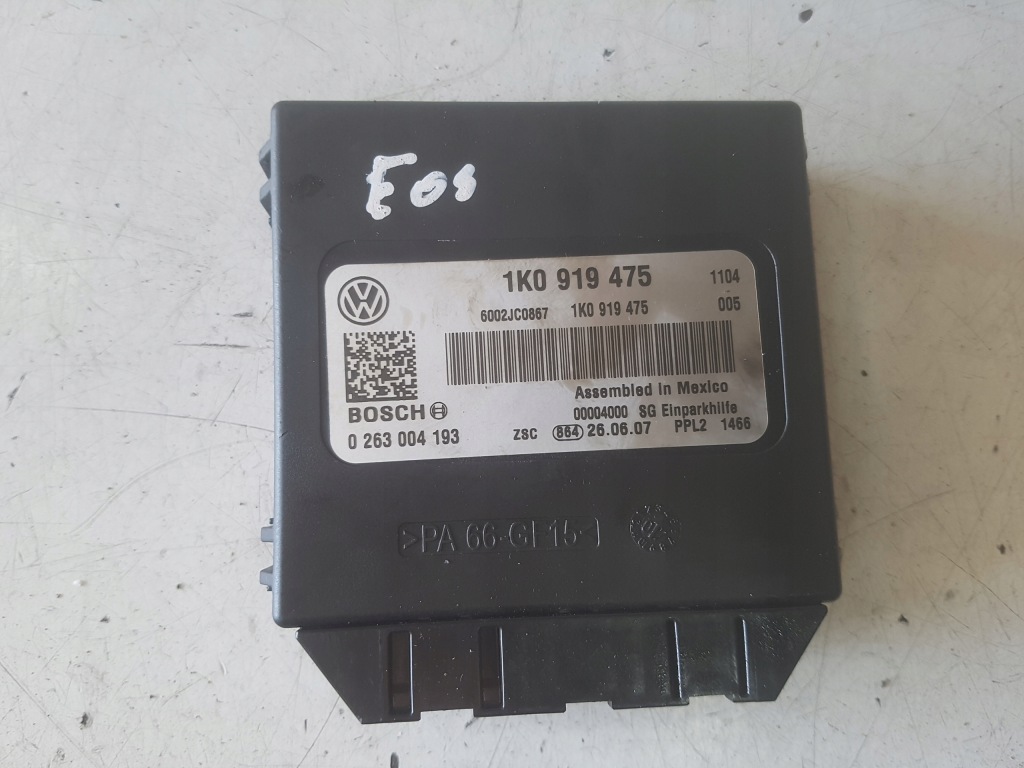 Eos
1K0 919 475 1104
6002JC0867 1K0 919 475 005
Assembled in Mexico
BOSCH 00004000 SG Einparkhilfe
0 263 004 193 ZSC 864 26.06.07 PPL2 1466
>PA 66-GF15<